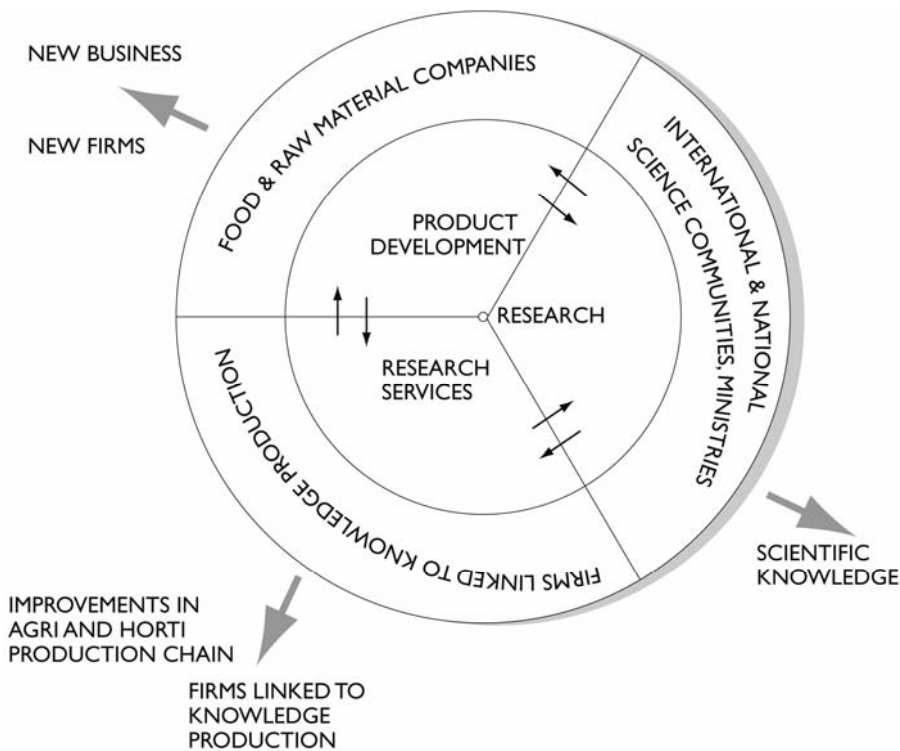 NEW BUSINESS
NEW FIRMS
FOOD & RAW MATERIAL COMPANIES
INTERNATIONAL & NATIONAL
SCIENCE COMMUNITIES, MINISTRIES
PRODUCT
DEVELOPMENT
RESEARCH
RESEARCH
SERVICES
FIRMS LINKED TO KNOWLEDGE PRODUCTION
SCIENTIFIC
KNOWLEDGE
IMPROVEMENTS IN
AGRI AND HORTI
PRODUCTION CHAIN
FIRMS LINKED TO
KNOWLEDGE
PRODUCTION